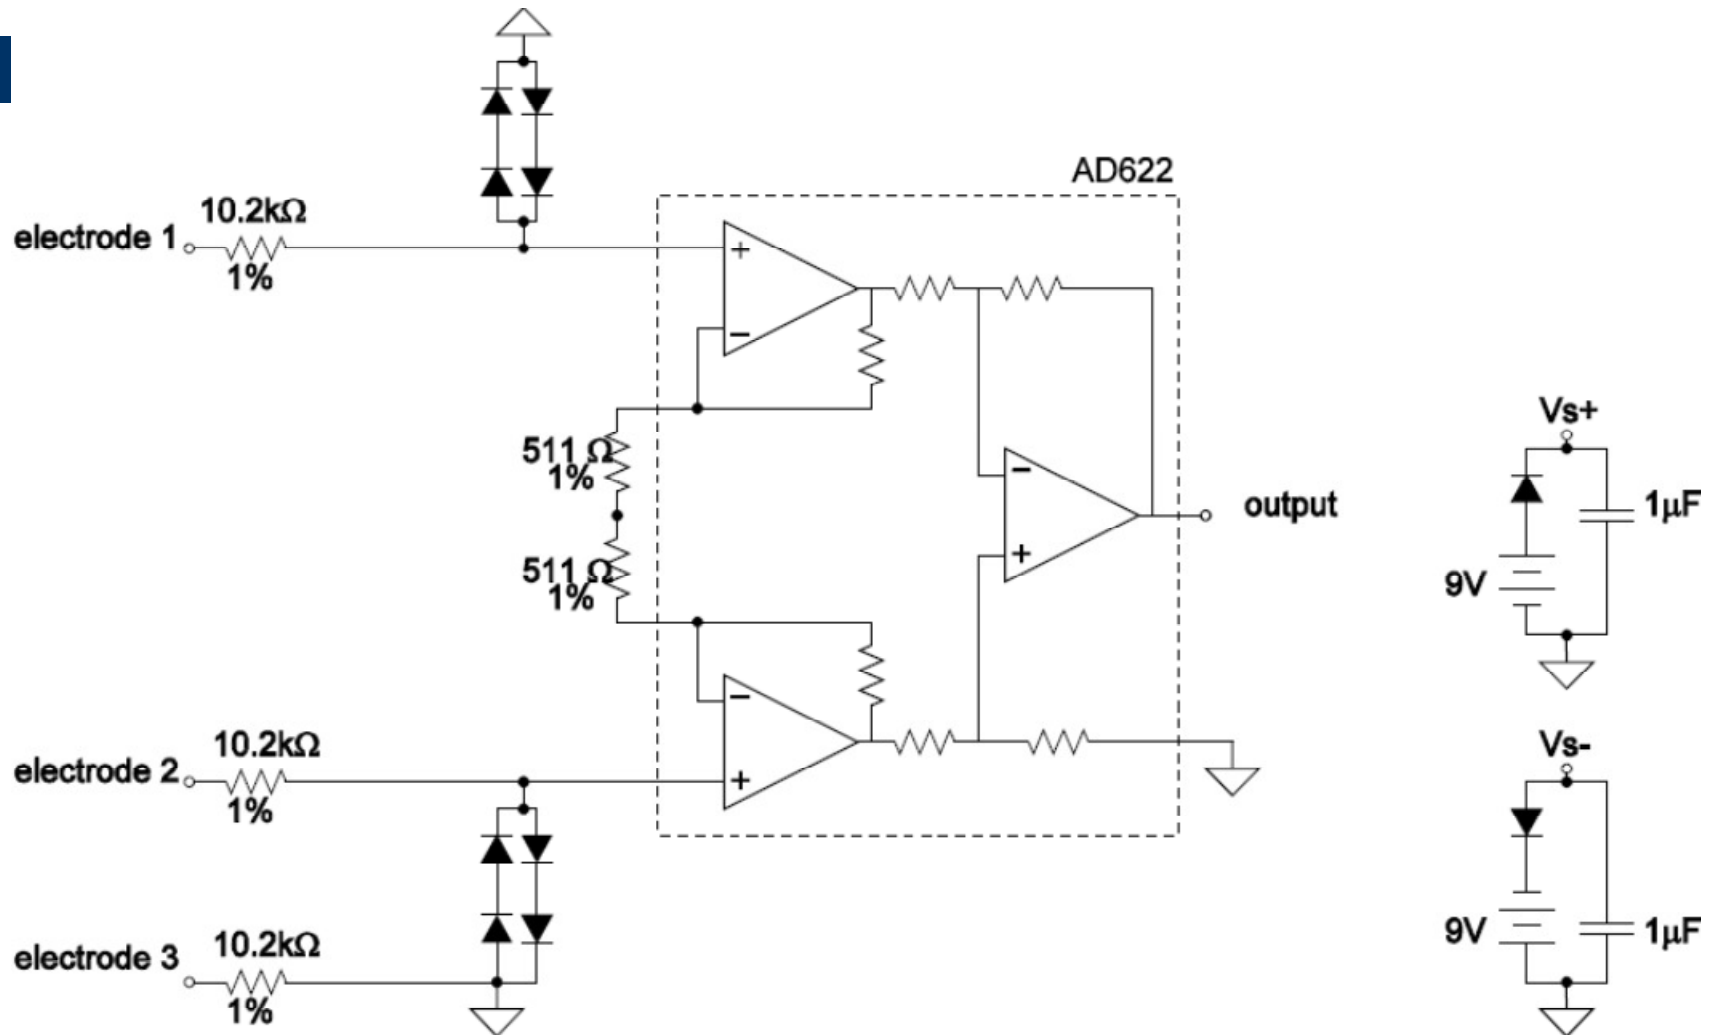 AD622
10.2kΩ
electrode 1
1%
+
−
511 Ω
1%
511 Ω
1%
−
+
output
−
+
10.2kΩ
electrode 2
1%
10.2kΩ
electrode 3
1%
Vs+
9V
1μF
Vs-
9V
1μF